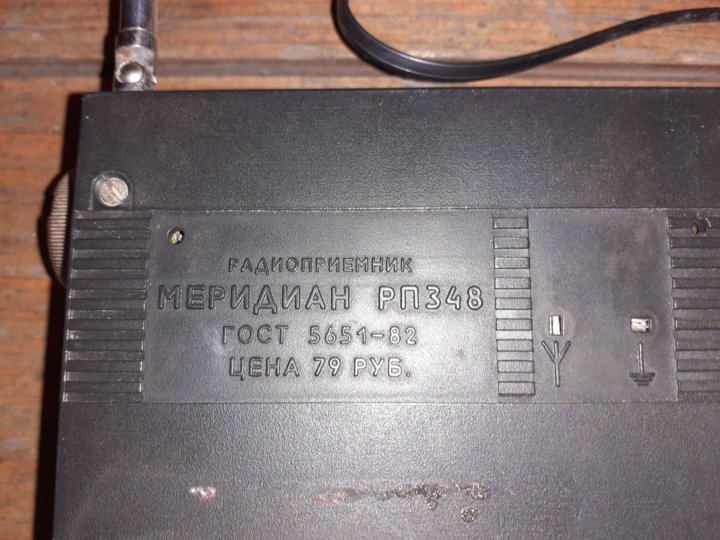 РАДИОПРИЕМНИК
МЕРИДИАН РП348
ГОСТ 5651-82
ЦЕНА 79 РУБ.